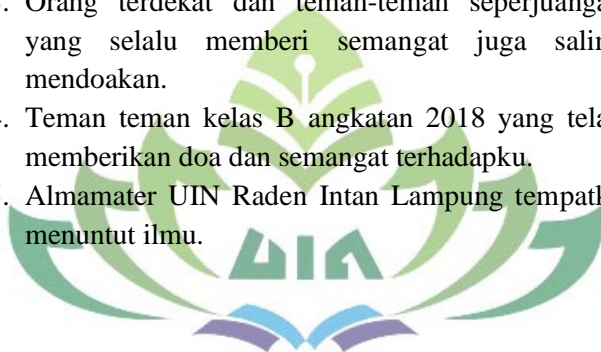 Orang terdekat dan teman-teman seperjuanga
yang selalu memberi semangat juga salin
mendoakan.
Teman teman kelas B angkatan 2018 yang tela
memberikan doa dan semangat terhadapku.
Almamater UIN Raden Intan Lampung tempatk
menuntut ilmu.
UIN